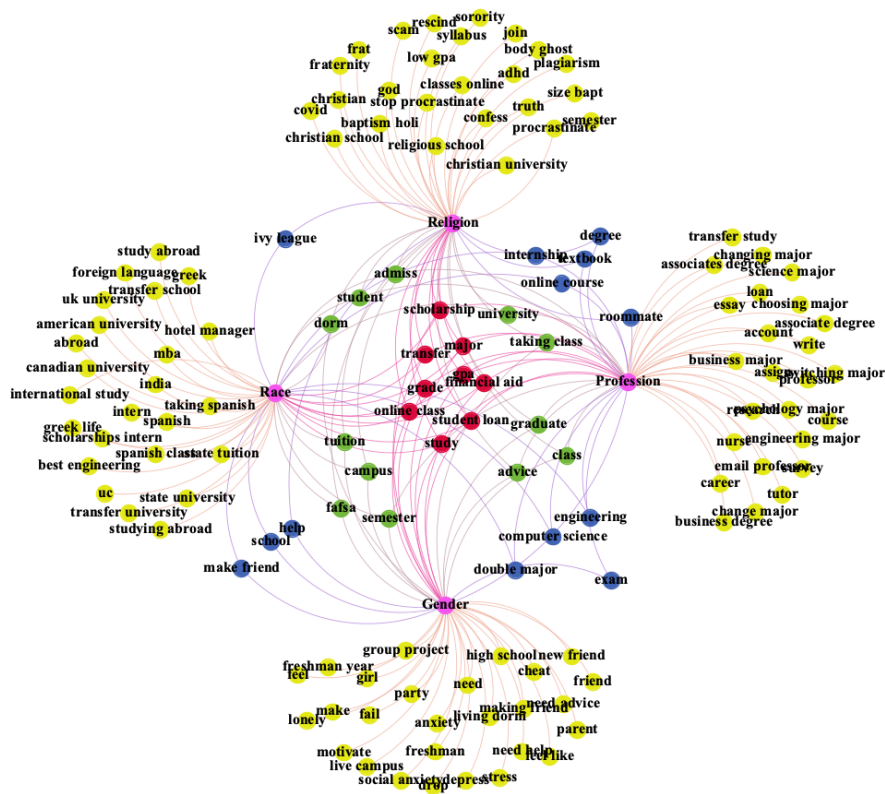 sorority
rescind
scam
syllabus
join
frat
body ghost
fraternity
low gpa
plagiarism
adhd
god
classes online
size bapt
christian
stop procrastinate
truth
covid
confess
semester
baptism holi
procrastinate
christian school
religious school
christian university
Religion
ivy league
degree
internship
textbook
online course
roommate
admiss
student
dorm
scholarship
university
taking class
major
transfer
gpa
financial aid
grade
online class
student loan
study
graduate
tuition
class
campus
advice
fafsa
semester
engineering
computer science
double major
exam
help
school
make friend
study abroad
foreign language
greek
transfer school
uk university
american university
hotel manager
abroad
mba
canadian university
india
international study
intern
taking spanish
spanish
greek life
scholarships intern
spanish class
state tuition
best engineering
uc
state university
transfer university
studying abroad
Race
transfer study
changing major
associates degree
science major
loan
essay
choosing major
associate degree
account
write
business major
assign
switching major
professor
Profession
psychology major
course
nurse
engineering major
email professor
survey
career
tutor
change major
business degree
Gender
group project
high school
new friend
freshman year
feel
girl
cheat
need
friend
party
need advice
making friend
make
fail
living dorm
lonely
anxiety
parent
motivate
freshman
need help
feel like
live campus
social anxiety
depress
stress
drop